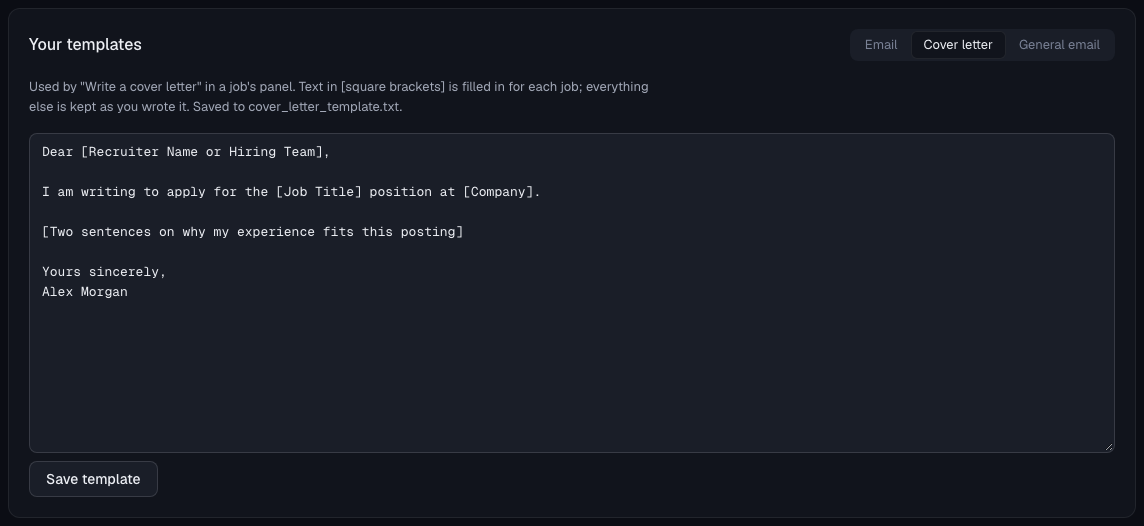 Your templates
Email Cover letter General email
Used by "Write a cover letter" in a job's panel. Text in [square brackets] is filled in for each job; everything
else is kept as you wrote it. Saved to cover_letter_template.txt.
Dear [Recruiter Name or Hiring Team],
I am writing to apply for the [Job Title] position at [Company].
[Two sentences on why my experience fits this posting]
Yours sincerely,
Alex Morgan
Save template